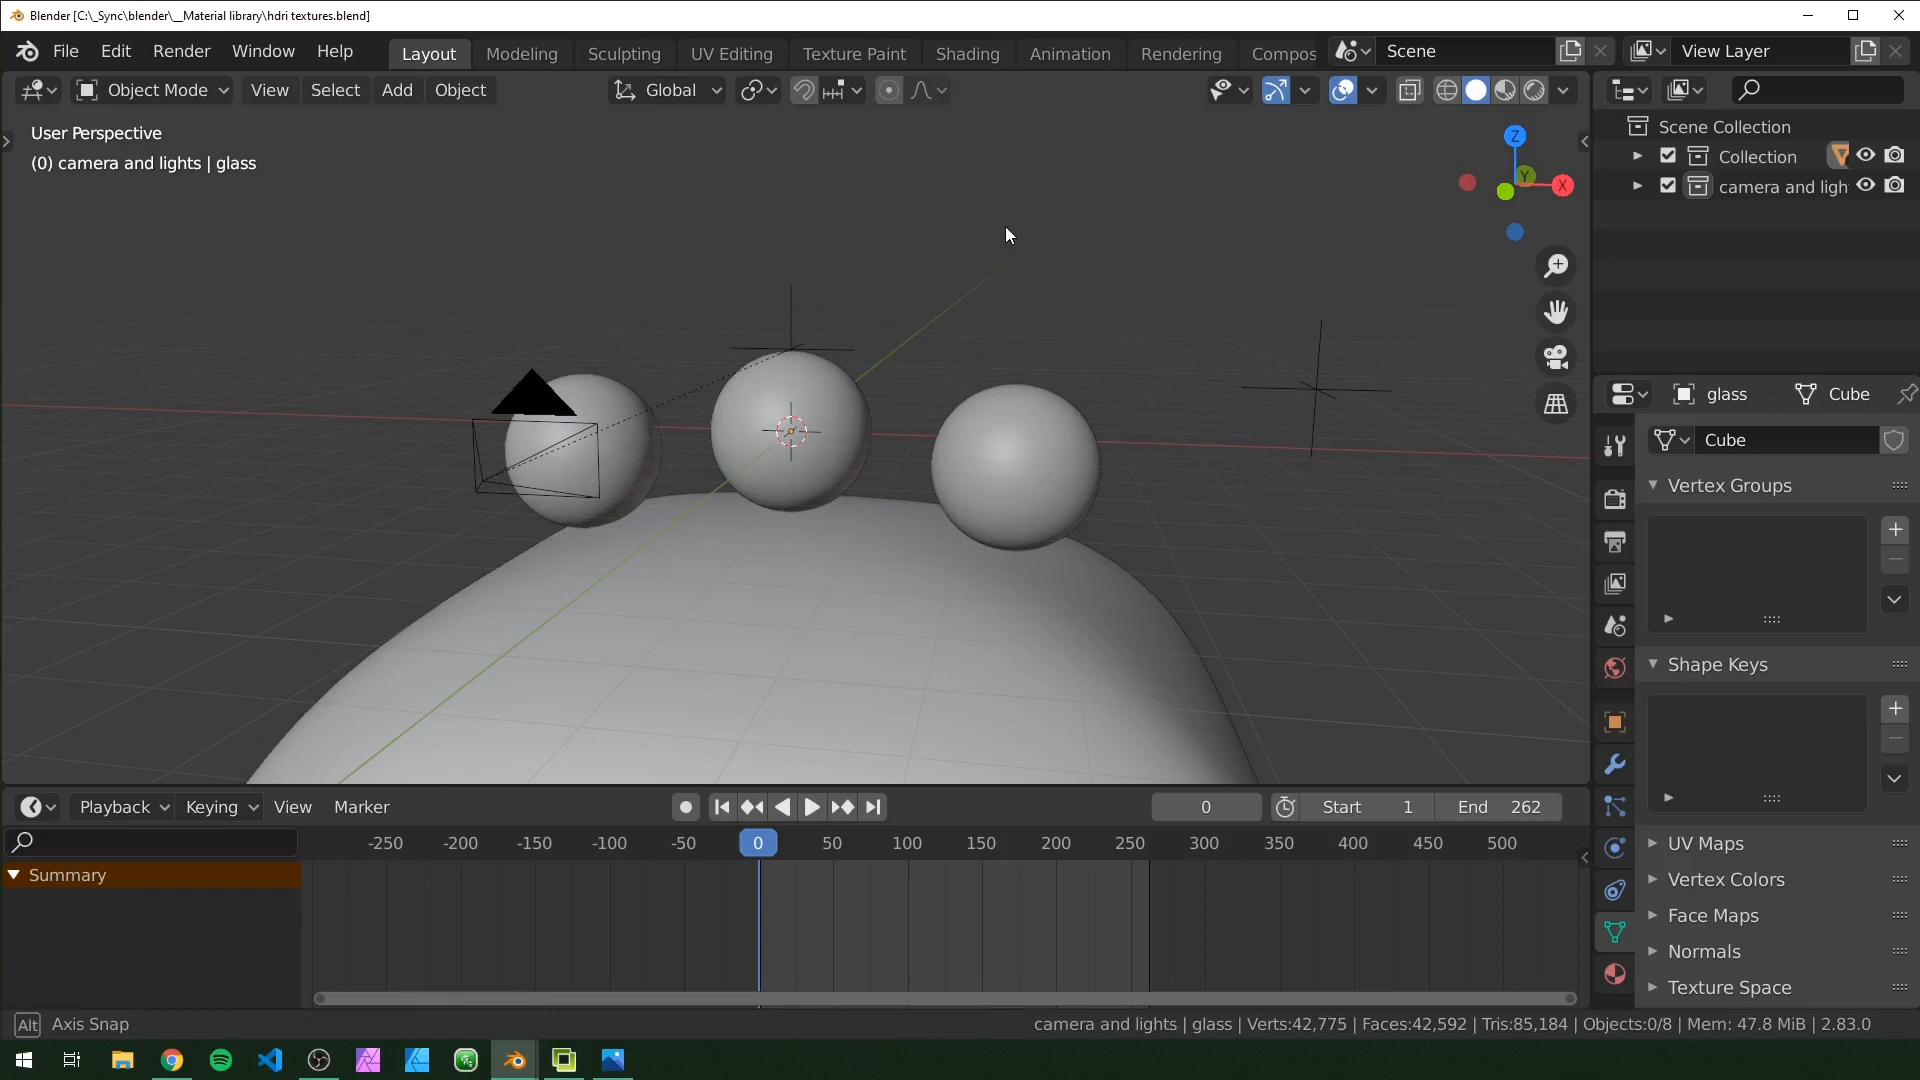 Blender [C:\_Sync\blender\__Material library\hdri textures.blend]
File Edit Render Window Help Layout Modeling Sculpting UV Editing Texture Paint Shading Animation Rendering Compos Scene View Layer
Object Mode View Select Add Object Global
User Perspective
(0) camera and lights | glass
Z
Y
X
Scene Collection
Collection
camera and ligh
glass Cube
Cube
Vertex Groups
Shape Keys
UV Maps
Vertex Colors
Face Maps
Normals
Texture Space
Playback Keying View Marker 0 Start 1 End 262
-250 -200 -150 -100 -50 0 50 100 150 200 250 300 350 400 450 500
Summary
Alt Axis Snap
camera and lights | glass | Verts:42,775 | Faces:42,592 | Tris:85,184 | Objects:0/8 | Mem: 47.8 MiB | 2.83.0